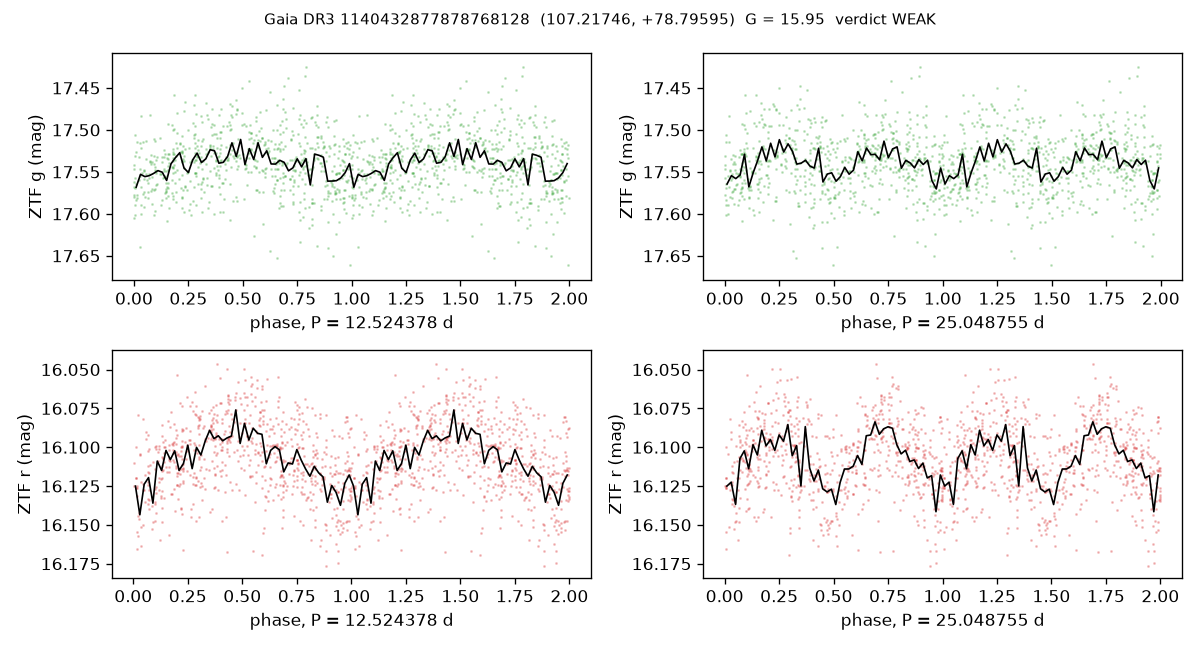 Gaia DR3 1140432877878768128  (107.21746, +78.79595)  G = 15.95  verdict WEAK
ZTF g (mag)
17.45
17.50
17.55
17.60
17.65
0.00 0.25 0.50 0.75 1.00 1.25 1.50 1.75 2.00
phase, P = 12.524378 d
ZTF g (mag)
17.45
17.50
17.55
17.60
17.65
0.00 0.25 0.50 0.75 1.00 1.25 1.50 1.75 2.00
phase, P = 25.048755 d
ZTF r (mag)
16.050
16.075
16.100
16.125
16.150
16.175
0.00 0.25 0.50 0.75 1.00 1.25 1.50 1.75 2.00
phase, P = 12.524378 d
ZTF r (mag)
16.050
16.075
16.100
16.125
16.150
16.175
0.00 0.25 0.50 0.75 1.00 1.25 1.50 1.75 2.00
phase, P = 25.048755 d